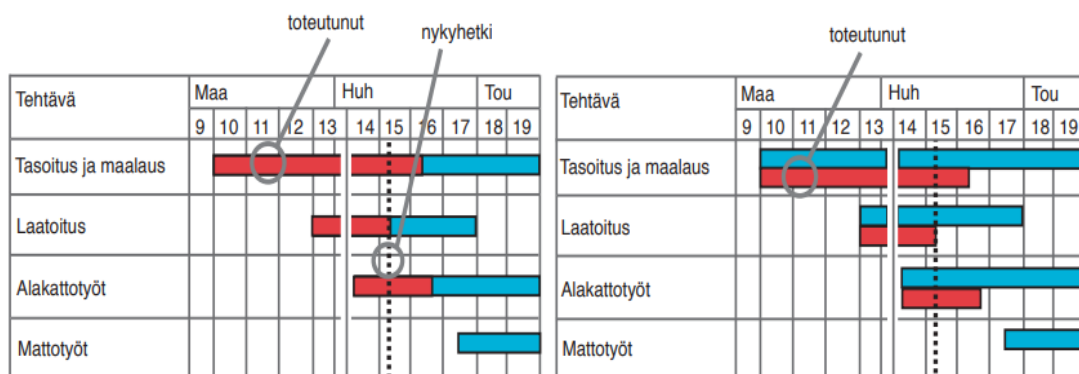 toteutunut
nykyhetki
Tehtävä
Maa
Huh
Tou
9 10 11 12 13 14 15 16 17 18 19
Tasoitus ja maalaus
Laatoitus
Alakattotyöt
Mattotyöt
toteutunut
Tehtävä
Maa
Huh
Tou
9 10 11 12 13 14 15 16 17 18 19
Tasoitus ja maalaus
Laatoitus
Alakattotyöt
Mattotyöt